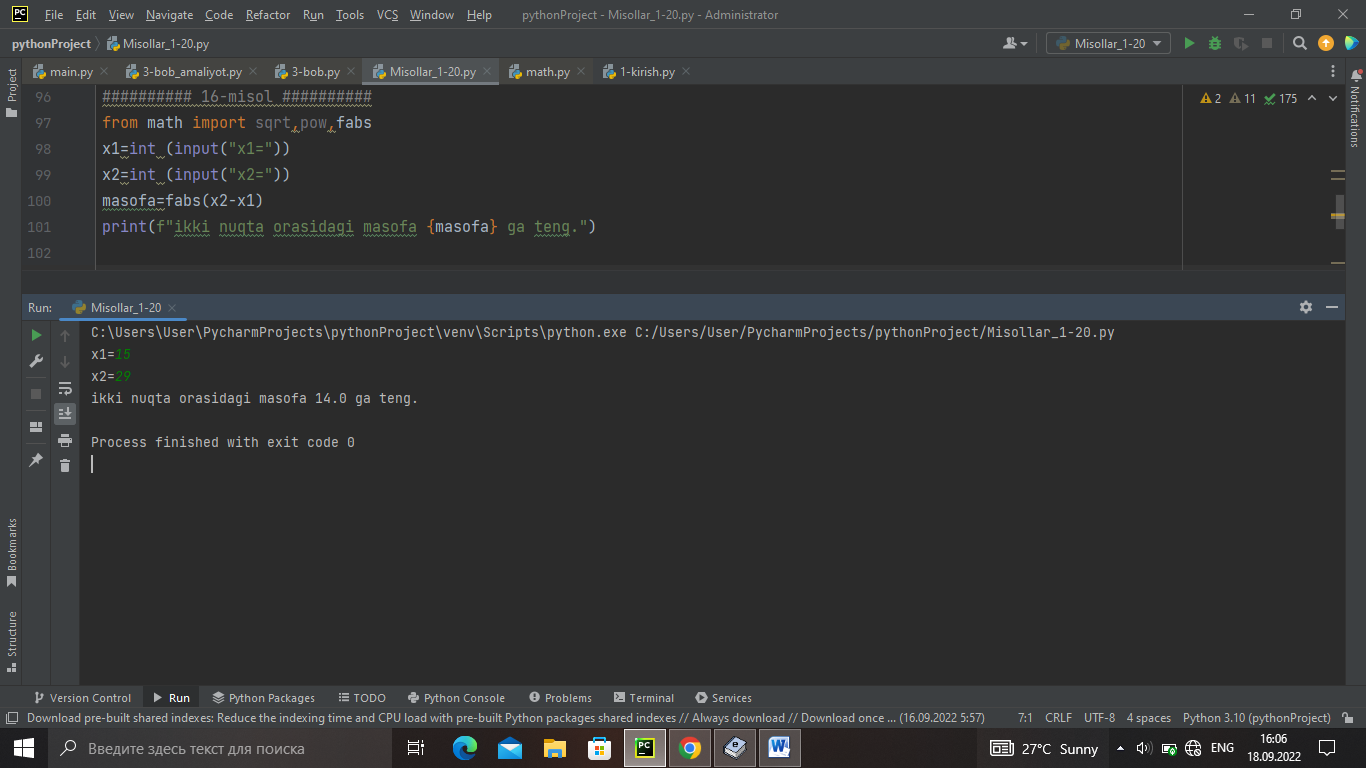 PC File Edit View Navigate Code Refactor Run Tools VCS Window Help pythonProject - Misollar_1-20.py - Administrator
pythonProject Misollar_1-20.py Misollar_1-20
main.py 3-bob_amaliyot.py 3-bob.py Misollar_1-20.py math.py 1-kirish.py
Project
Notifications
2 11 175
96 ########## 16-misol ##########
97 from math import sqrt,pow,fabs
98 x1=int (input("x1="))
99 x2=int (input("x2="))
100 masofa=fabs(x2-x1)
101 print(f"ikki nuqta orasidagi masofa {masofa} ga teng.")
102
Run: Misollar_1-20
C:\Users\User\PycharmProjects\pythonProject\venv\Scripts\python.exe C:/Users/User/PycharmProjects/pythonProject/Misollar_1-20.py
x1=15
x2=29
ikki nuqta orasidagi masofa 14.0 ga teng.
Process finished with exit code 0
Bookmarks
Structure
Version Control Run Python Packages TODO Python Console Problems Terminal Services
Download pre-built shared indexes: Reduce the indexing time and CPU load with pre-built Python packages shared indexes // Always download // Download once ... (16.09.2022 5:57) 7:1 CRLF UTF-8 4 spaces Python 3.10 (pythonProject)
Введите здесь текст для поиска PC W 27°C Sunny ENG 16:06
18.09.2022